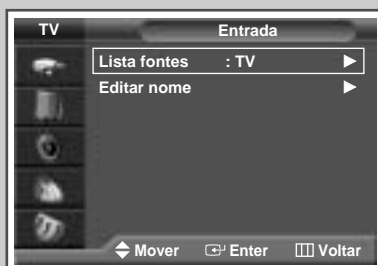 TV Entrada
Lista fontes : TV
Editar nome
Mover Enter Voltar